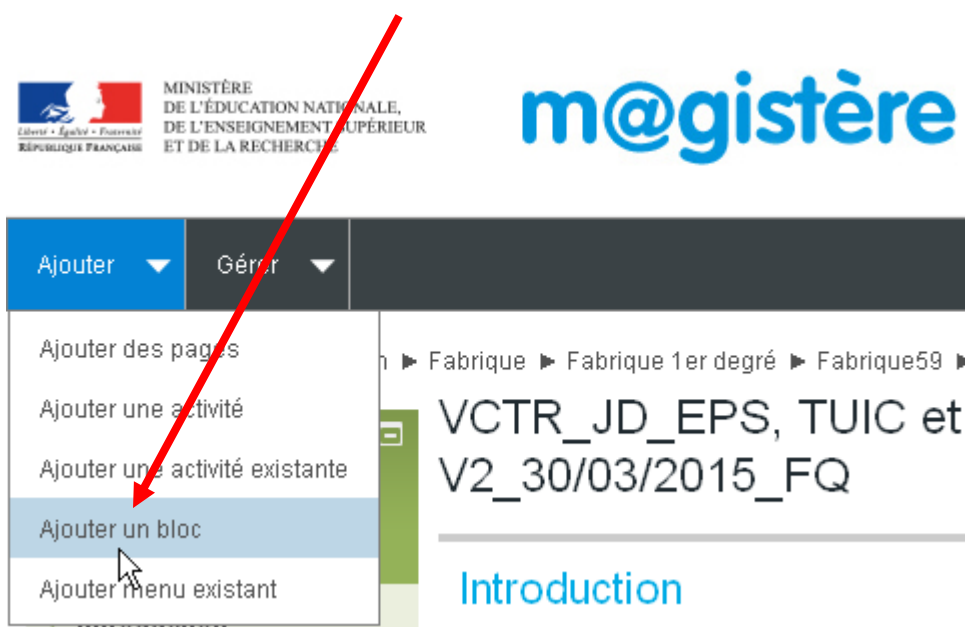 MINISTÈRE
DE L'ÉDUCATION NATIONALE,
DE L'ENSEIGNEMENT SUPÉRIEUR
ET DE LA RECHERCHE
Liberté • Égalité • Fraternité
RÉPUBLIQUE FRANÇAISE
m@gistère
Ajouter
Gérer
Ajouter des pages
Ajouter une activité
Ajouter une activité existante
Ajouter un bloc
Ajouter menu existant
n ► Fabrique ► Fabrique 1er degré ► Fabrique59 ►
VCTR_JD_EPS, TUIC et
V2_30/03/2015_FQ
Introduction